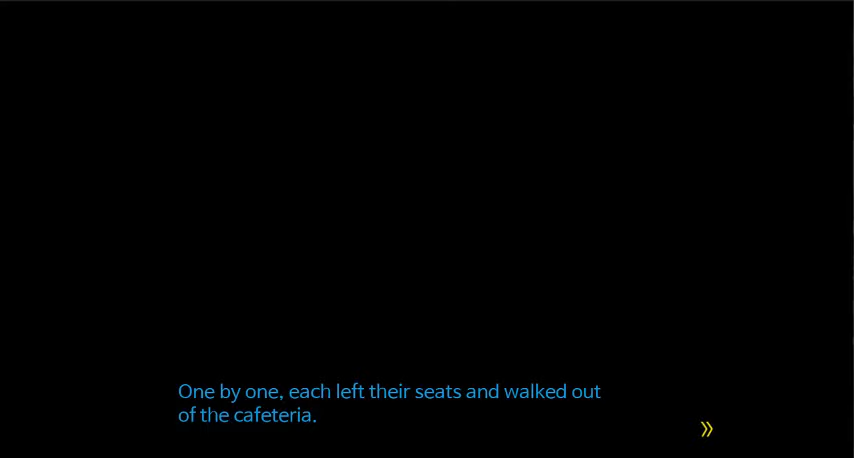 One by one, each left their seats and walked out
of the cafeteria.